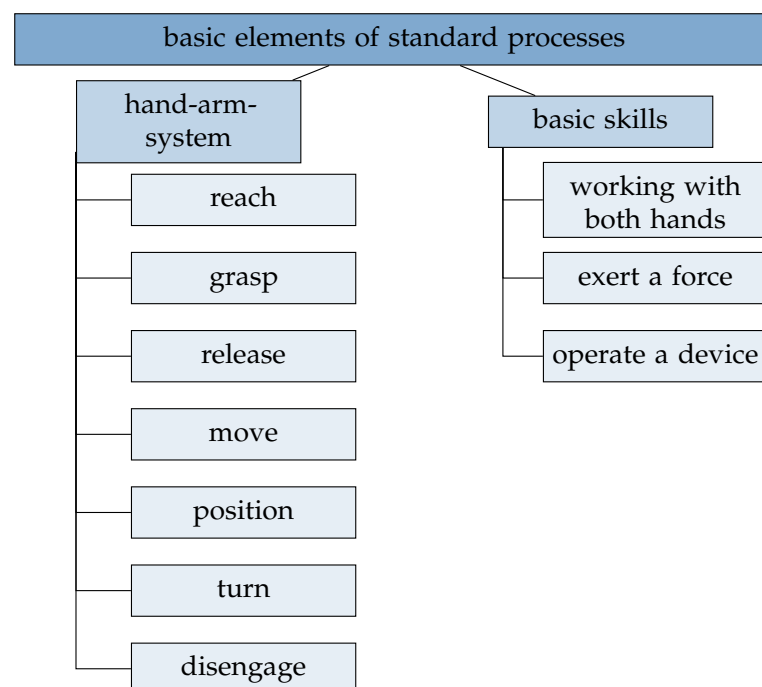 basic elements of standard processes
hand-arm-
system
reach
grasp
release
move
position
turn
disengage
basic skills
working with
both hands
exert a force
operate a device